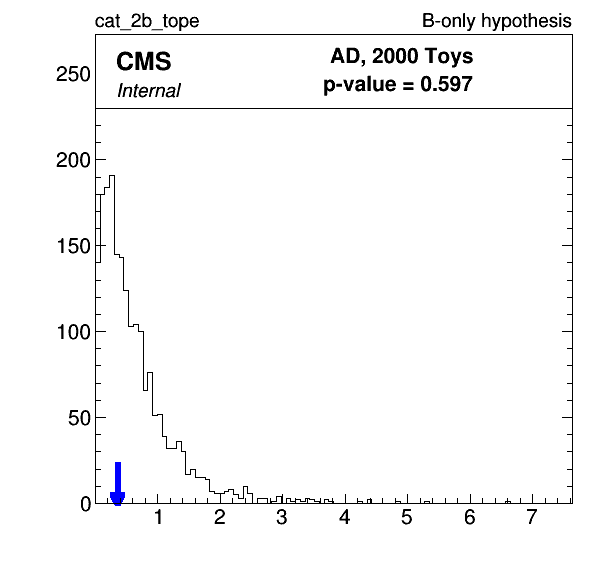 cat_2b_tope B-only hypothesis
CMS AD, 2000 Toys
Internal p-value = 0.597
250
200
150
100
50
0
1 2 3 4 5 6 7